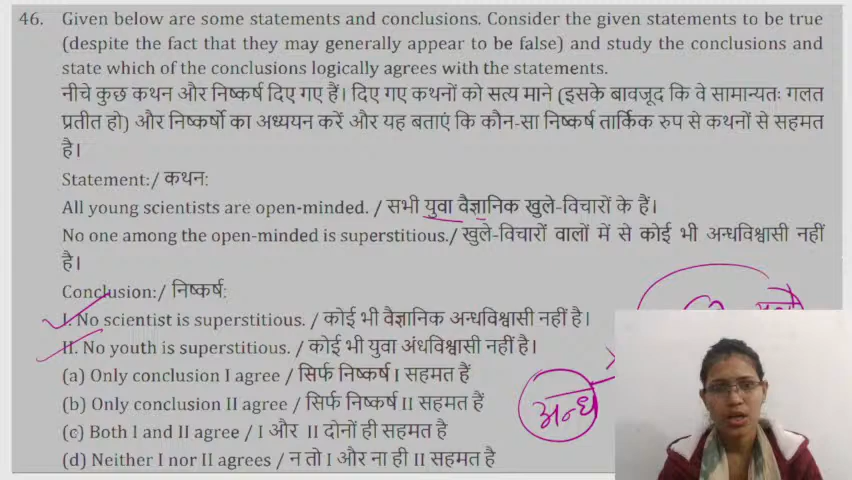 46. Given below are some statements and conclusions. Consider the given statements to be true
(despite the fact that they may generally appear to be false) and study the conclusions and
state which of the conclusions logically agrees with the statements.
नीचे कुछ कथन और निष्कर्ष दिए गए हैं। दिए गए कथनों को सत्य माने (इसके बावजूद कि वे सामान्यतः गलत
प्रतीत हो) और निष्कर्षो का अध्ययन करें और यह बताएं कि कौन-सा निष्कर्ष तार्किक रुप से कथनों से सहमत
है।
Statement:/ कथन:
All young scientists are open-minded. / सभी युवा वैज्ञानिक खुले-विचारों के हैं।
No one among the open-minded is superstitious./ खुले-विचारों वालों में से कोई भी अन्धविश्वासी नहीं
है।
Conclusion:/ निष्कर्ष:
I. No scientist is superstitious. / कोई भी वैज्ञानिक अन्धविश्वासी नहीं है।
II. No youth is superstitious. / कोई भी युवा अंधविश्वासी नहीं है।
(a) Only conclusion I agree / सिर्फ निष्कर्ष I सहमत हैं
(b) Only conclusion II agree / सिर्फ निष्कर्ष II सहमत हैं
(c) Both I and II agree / I और II दोनों ही सहमत है
(d) Neither I nor II agrees / न तो I और ना ही II सहमत है
अन्ध